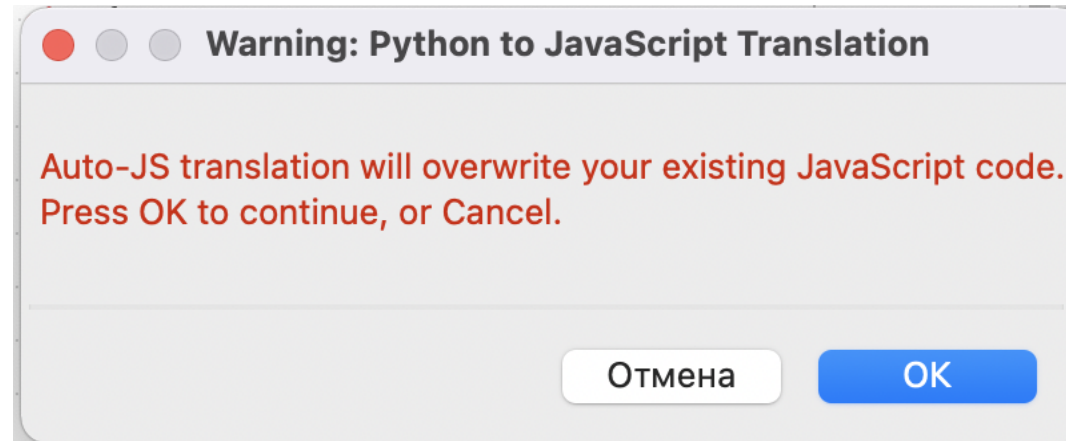 Warning: Python to JavaScript Translation
Auto-JS translation will overwrite your existing JavaScript code.
Press OK to continue, or Cancel.
Отмена
OK